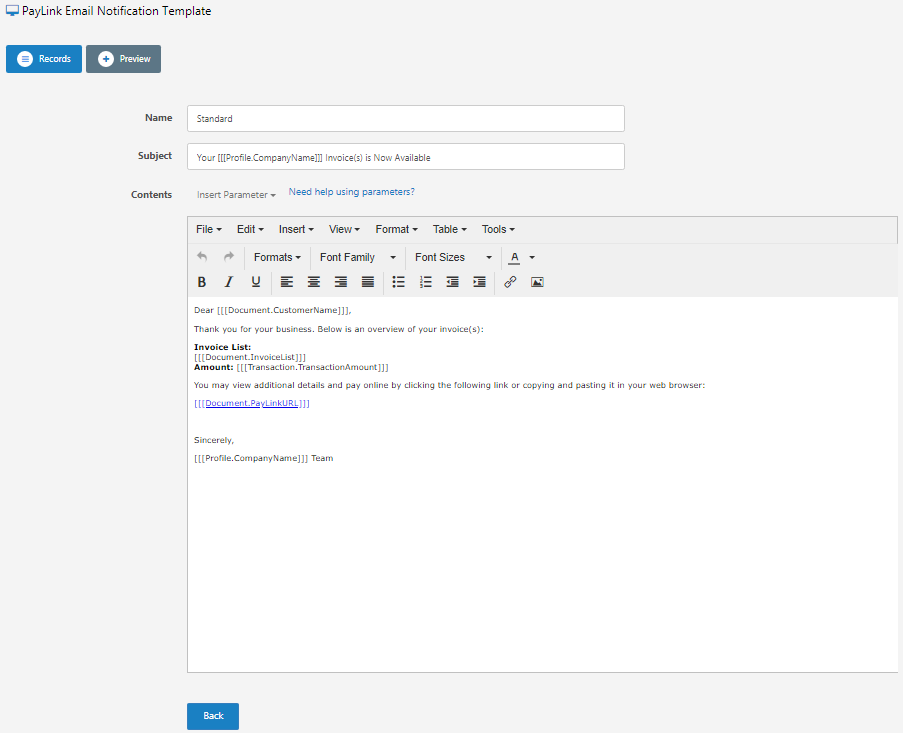 PayLink Email Notification Template
Records Preview
Name Standard
Subject Your [[[Profile.CompanyName]]] Invoice(s) is Now Available
Contents Insert Parameter Need help using parameters?
File Edit Insert View Format Table Tools
Formats Font Family Font Sizes A
B I U
Dear [[[Document.CustomerName]]],
Thank you for your business. Below is an overview of your invoice(s):
Invoice List:
[[[Document.InvoiceList]]]
Amount: [[[Transaction.TransactionAmount]]]
You may view additional details and pay online by clicking the following link or copying and pasting it in your web browser:
[[[Document.PayLinkURL]]]
Sincerely,
[[[Profile.CompanyName]]] Team
Back